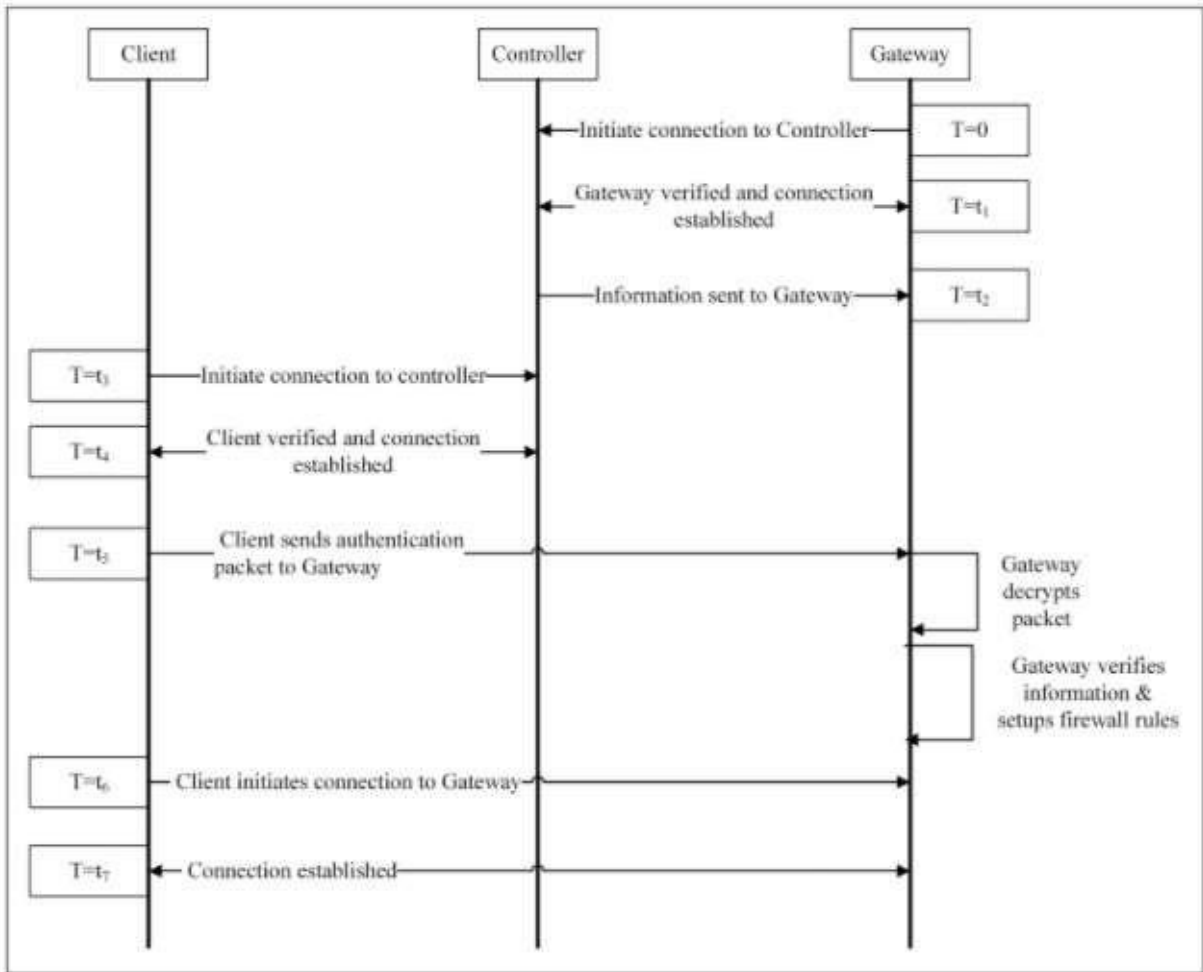 Client
Controller
Gateway
Initiate connection to Controller
T=0
Gateway verified and connection
established
T=t₁
Information sent to Gateway
T=t₂
T=t₃
Initiate connection to controller
T=t₄
Client verified and connection
established
T=t₅
Client sends authentication
packet to Gateway
Gateway
decrypts
packet
Gateway verifies
information &
setups firewall rules
T=t₆
Client initiates connection to Gateway
T=t₇
Connection established